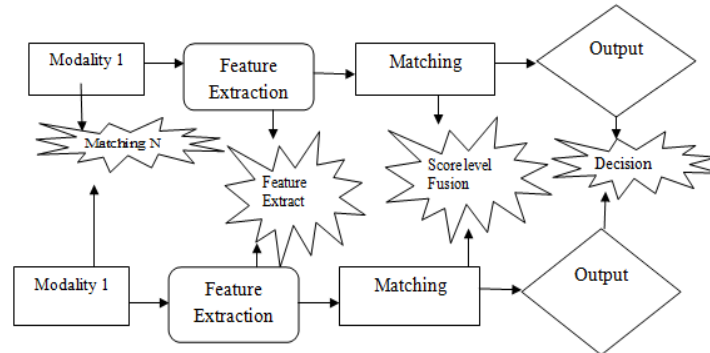 Modality 1
Feature
Extraction
Matching
Output
Matching N
Feature
Extract
Score level
Fusion
Decision
Modality 1
Feature
Extraction
Matching
Output